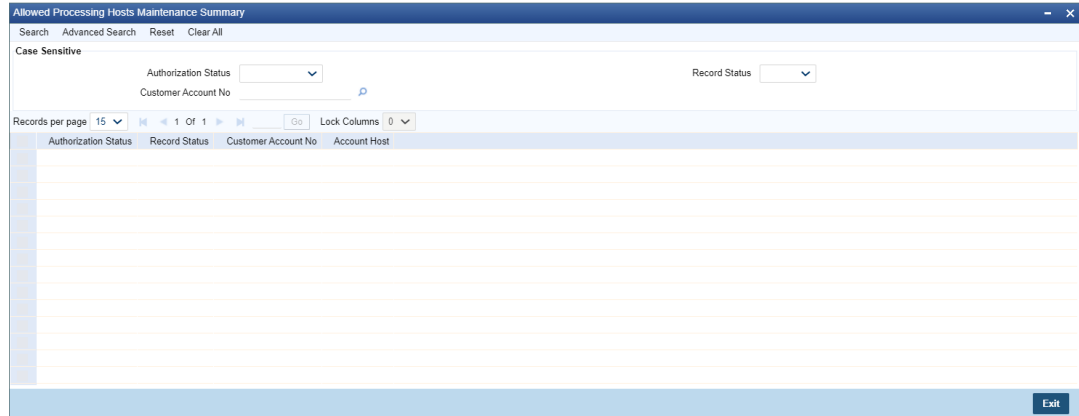 Allowed Processing Hosts Maintenance Summary
Search Advanced Search Reset Clear All
Case Sensitive
Authorization Status Record Status
Customer Account No
Records per page 15 1 Of 1 Go Lock Columns 0
Authorization Status Record Status Customer Account No Account Host
Exit